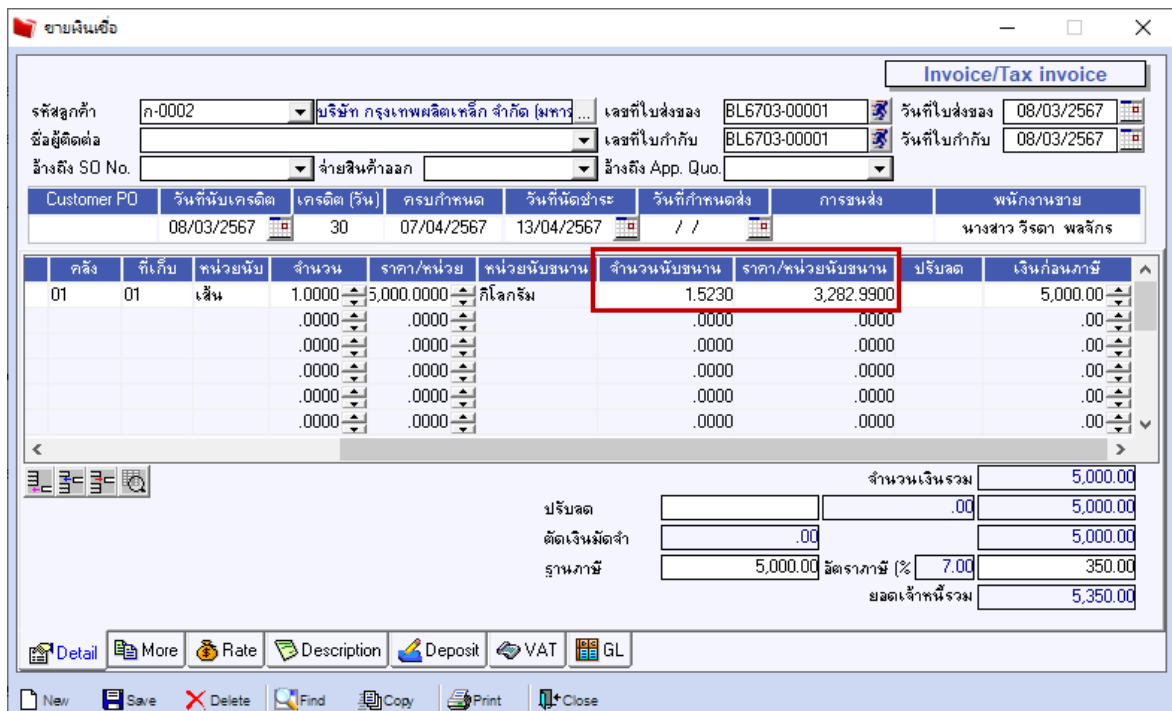 ขายเงินเชื่อ
Invoice/Tax invoice
รหัสลูกค้า ก-0002 บริษัท กรุงเทพผลิตเหล็ก จำกัด (มหาร ... เลขที่ใบส่งของ BL6703-00001 วันที่ใบส่งของ 08/03/2567
ชื่อผู้ติดต่อ เลขที่ใบกำกับ BL6703-00001 วันที่ใบกำกับ 08/03/2567
อ้างถึง SO No. จ่ายสินค้าออก อ้างถึง App. Quo.
Customer PO วันที่นับเครดิต เครดิต (วัน) ครบกำหนด วันที่นัดชำระ วันที่กำหนดส่ง การขนส่ง พนักงานขาย
08/03/2567 30 07/04/2567 13/04/2567 / / นางสาว วีรดา พลจักร
คลัง ที่เก็บ หน่วยนับ จำนวน ราคา/หน่วย หน่วยนับขนาน จำนวนนับขนาน ราคา/หน่วยนับขนาน ปรับลด เงินก่อนภาษี
01 01 เส้น 1.0000 5,000.0000 กิโลกรัม 1.5230 3,282.9900 5,000.00
.0000 .0000 .0000 .0000 .00
.0000 .0000 .0000 .0000 .00
.0000 .0000 .0000 .0000 .00
.0000 .0000 .0000 .0000 .00
.0000 .0000 .0000 .0000 .00
จำนวนเงินรวม 5,000.00
ปรับลด .00 5,000.00
ตัดเงินมัดจำ .00 5,000.00
ฐานภาษี 5,000.00 อัตราภาษี (% 7.00 350.00
ยอดเจ้าหนี้รวม 5,350.00
Detail More Rate Description Deposit VAT GL
New Save Delete Find Copy Print Close